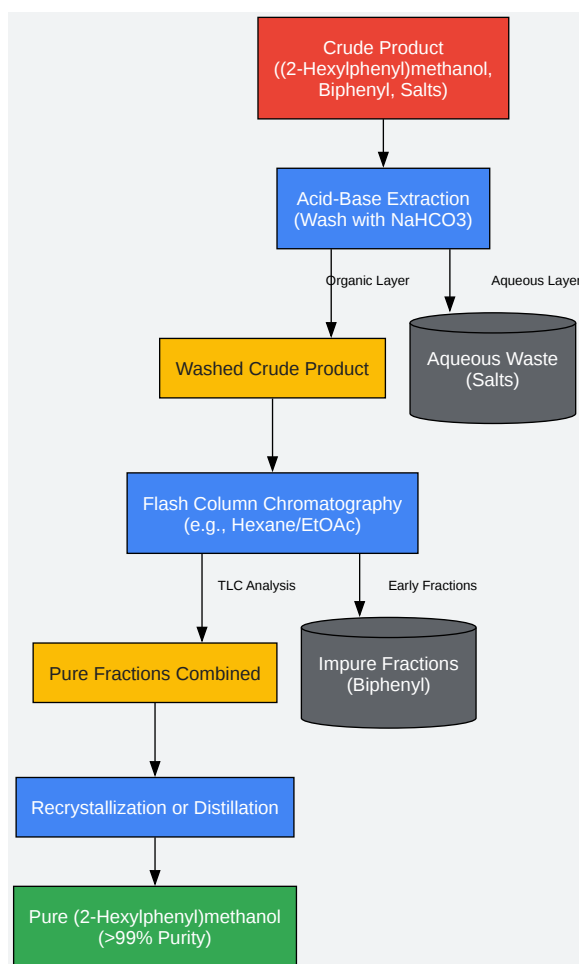 Crude Product
((2-Hexylphenyl)methanol,
Biphenyl, Salts)
Acid-Base Extraction
(Wash with NaHCO3)
Organic Layer
Aqueous Layer
Washed Crude Product
Aqueous Waste
(Salts)
Flash Column Chromatography
(e.g., Hexane/EtOAc)
TLC Analysis
Early Fractions
Pure Fractions Combined
Impure Fractions
(Biphenyl)
Recrystallization or Distillation
Pure (2-Hexylphenyl)methanol
(>99% Purity)